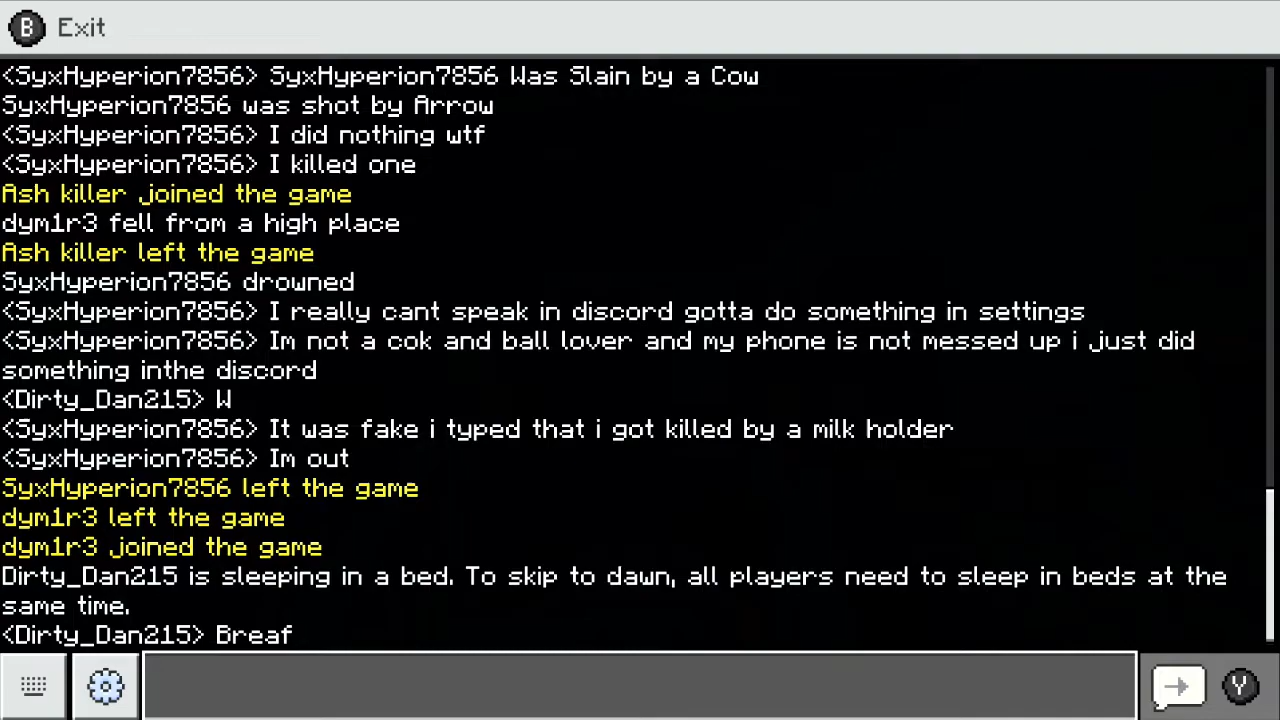 B Exit
<SyxHyperion7856> SyxHyperion7856 Was Slain by a Cow
SyxHyperion7856 was shot by Arrow
<SyxHyperion7856> I did nothing wtf
<SyxHyperion7856> I killed one
Ash killer joined the game
dym1r3 fell from a high place
Ash killer left the game
SyxHyperion7856 drowned
<SyxHyperion7856> I really cant speak in discord gotta do something in settings
<SyxHyperion7856> Im not a cok and ball lover and my phone is not messed up i just did
something inthe discord
<Dirty_Dan215> W
<SyxHyperion7856> It was fake i typed that i got killed by a milk holder
<SyxHyperion7856> Im out
SyxHyperion7856 left the game
dym1r3 left the game
dym1r3 joined the game
Dirty_Dan215 is sleeping in a bed. To skip to dawn, all players need to sleep in beds at the
same time.
<Dirty_Dan215> Breaf
Y